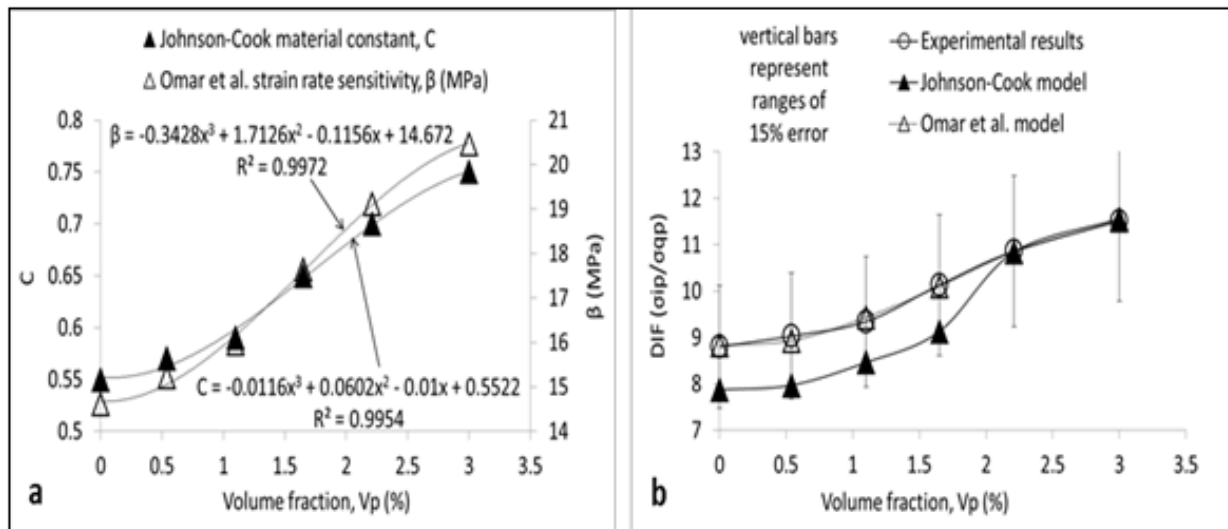 ▲ Johnson-Cook material constant, C
△ Omar et al. strain rate sensitivity, β (MPa)
0.8
0.75
0.7
0.65
0.6
0.55
0.5
C
β = -0.3428x³ + 1.7126x² - 0.1156x + 14.672
R² = 0.9972
C = -0.0116x³ + 0.0602x² - 0.01x + 0.5522
R² = 0.9954
21
20
19
18
17
16
15
14
β (MPa)
0 0.5 1 1.5 2 2.5 3 3.5
Volume fraction, Vp (%)
a
vertical bars
represent
ranges of
15% error
Experimental results
Johnson-Cook model
Omar et al. model
13
12
11
10
9
8
7
DIF (σip/σqp)
0 0.5 1 1.5 2 2.5 3 3.5
Volume fraction, Vp (%)
b